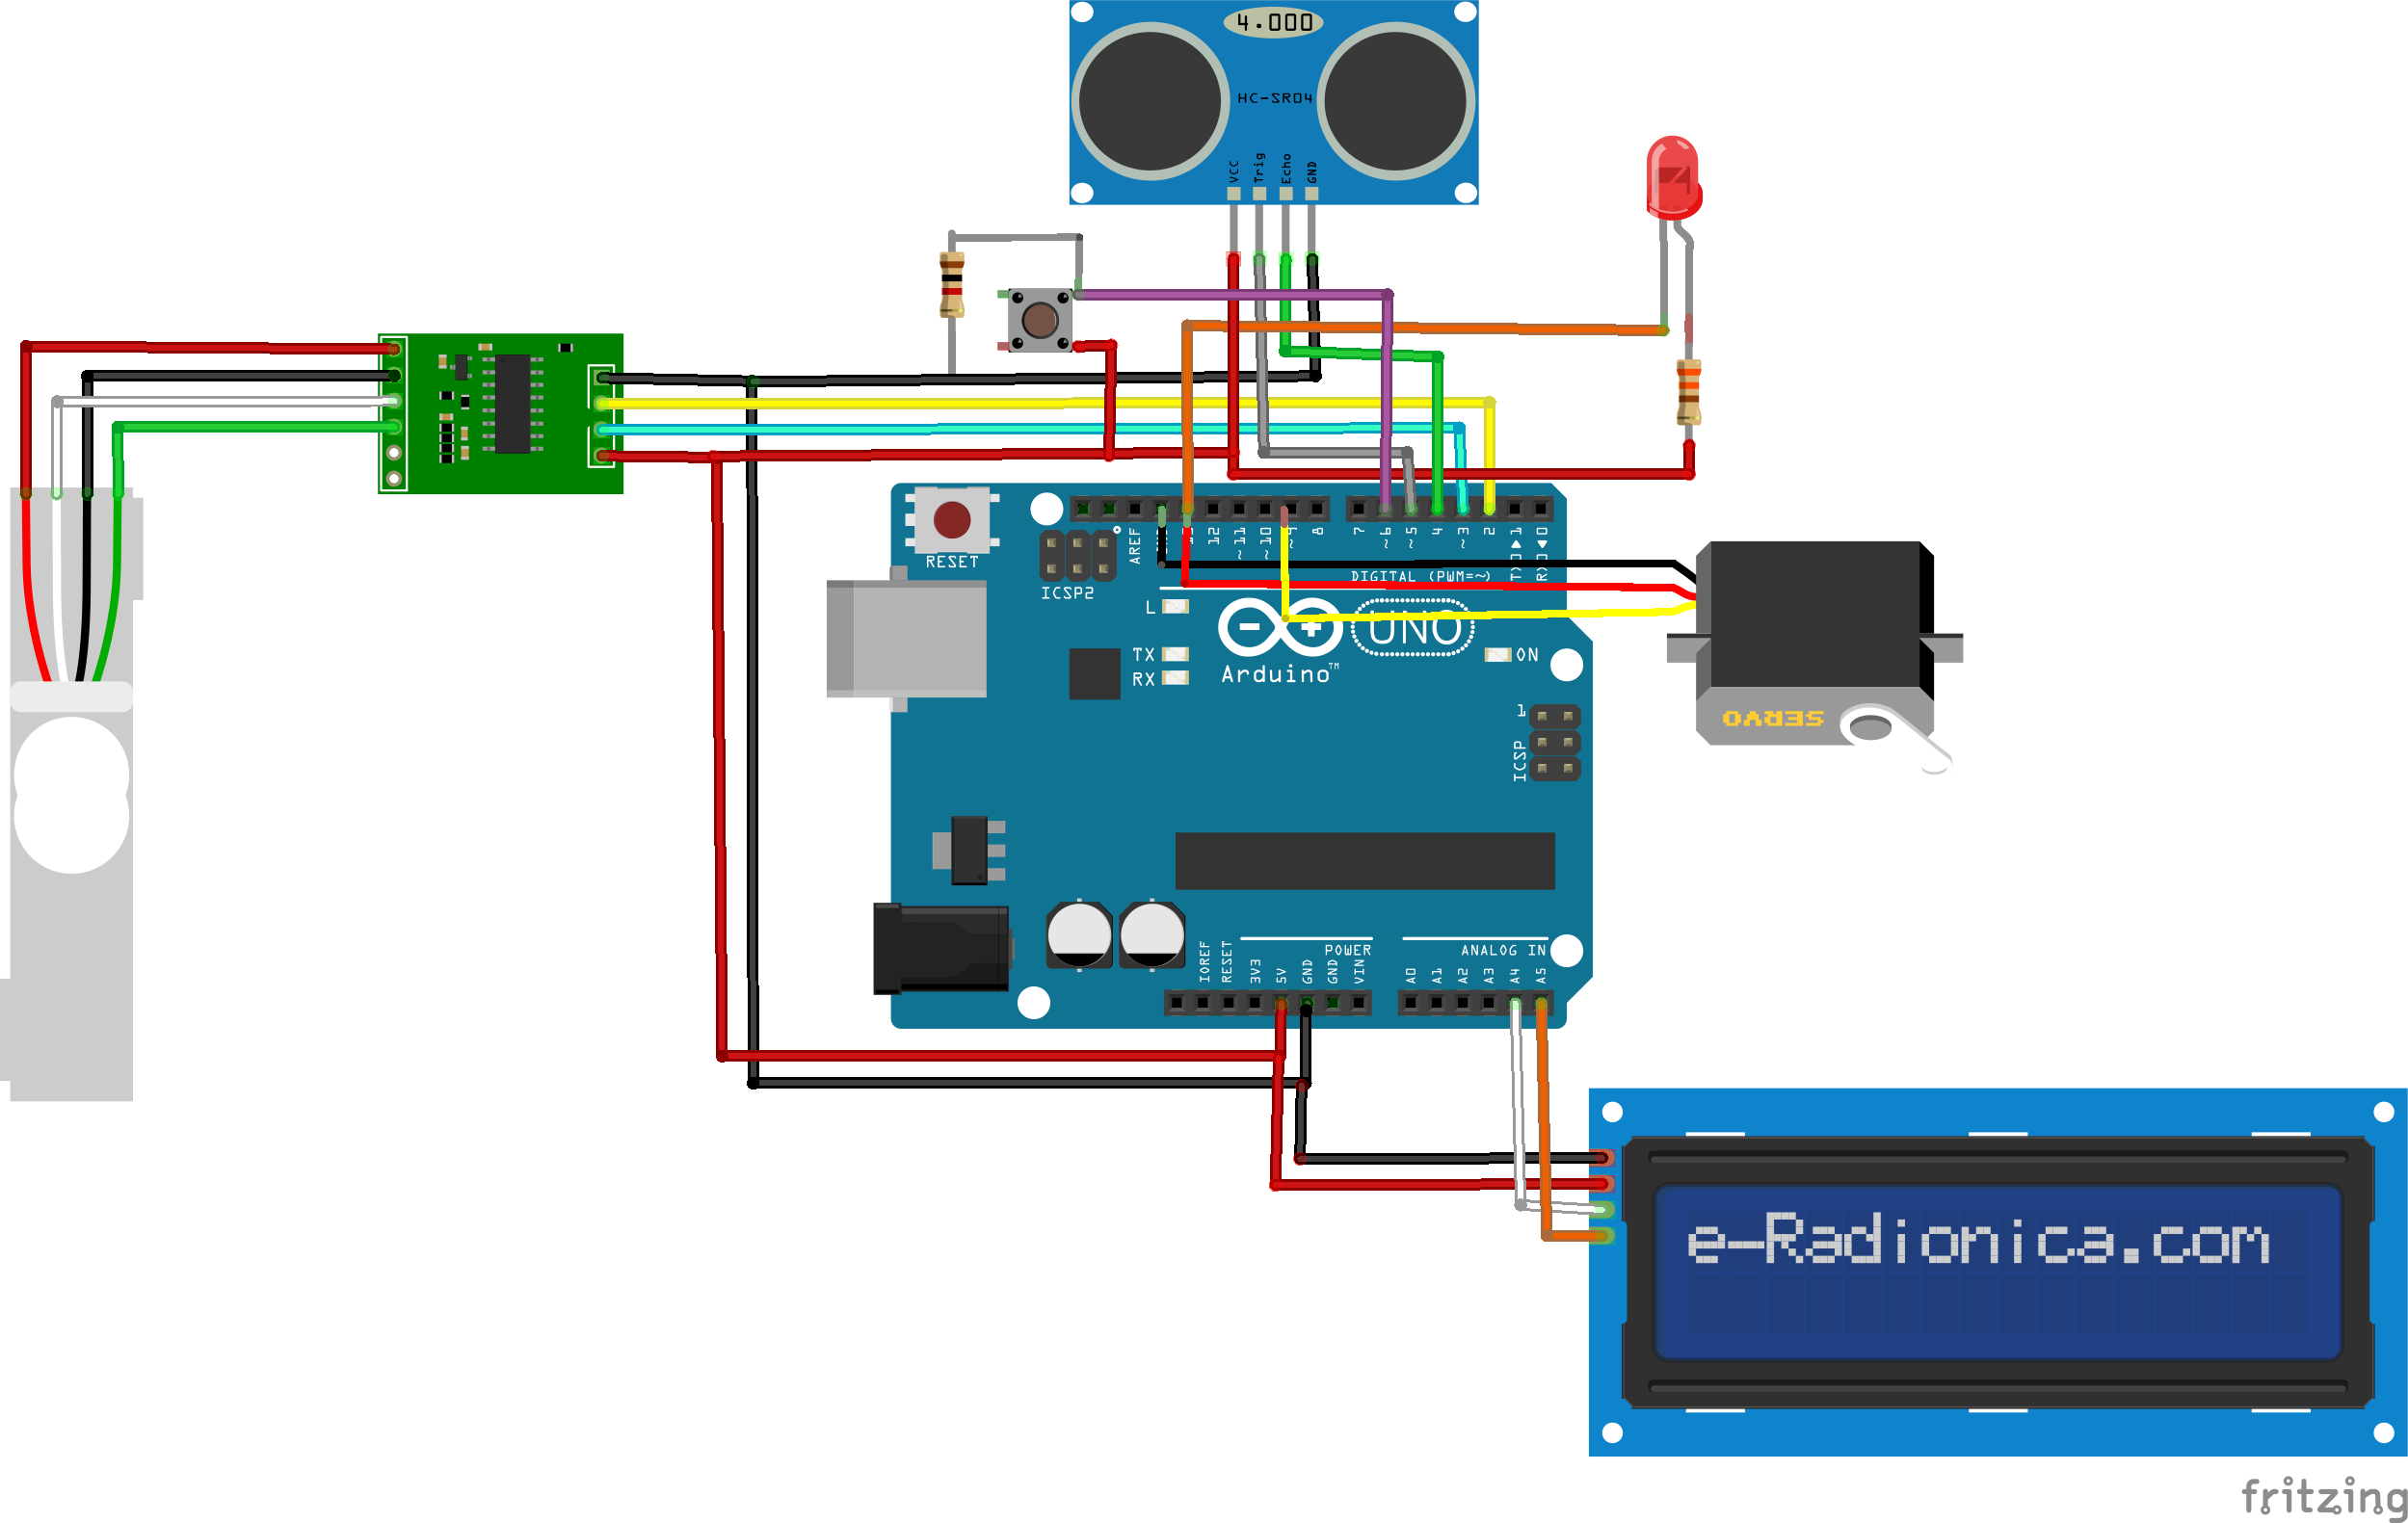 4.000
HC-SR04
VCC
Trig
Echo
GND
RESET
ICSP2
AREF
12
~11
~10
8
7
~6
~5
4
~3
2
TX▶1
RX◀0
DIGITAL (PWM=~)
L
TX
RX
Arduino™
UNO
ON
1
ICSP
SERVO
POWER
ANALOG IN
IOREF
RESET
3V3
5V
GND
GND
VIN
A0
A1
A2
A3
A4
A5
e-Radionica.com
fritzing